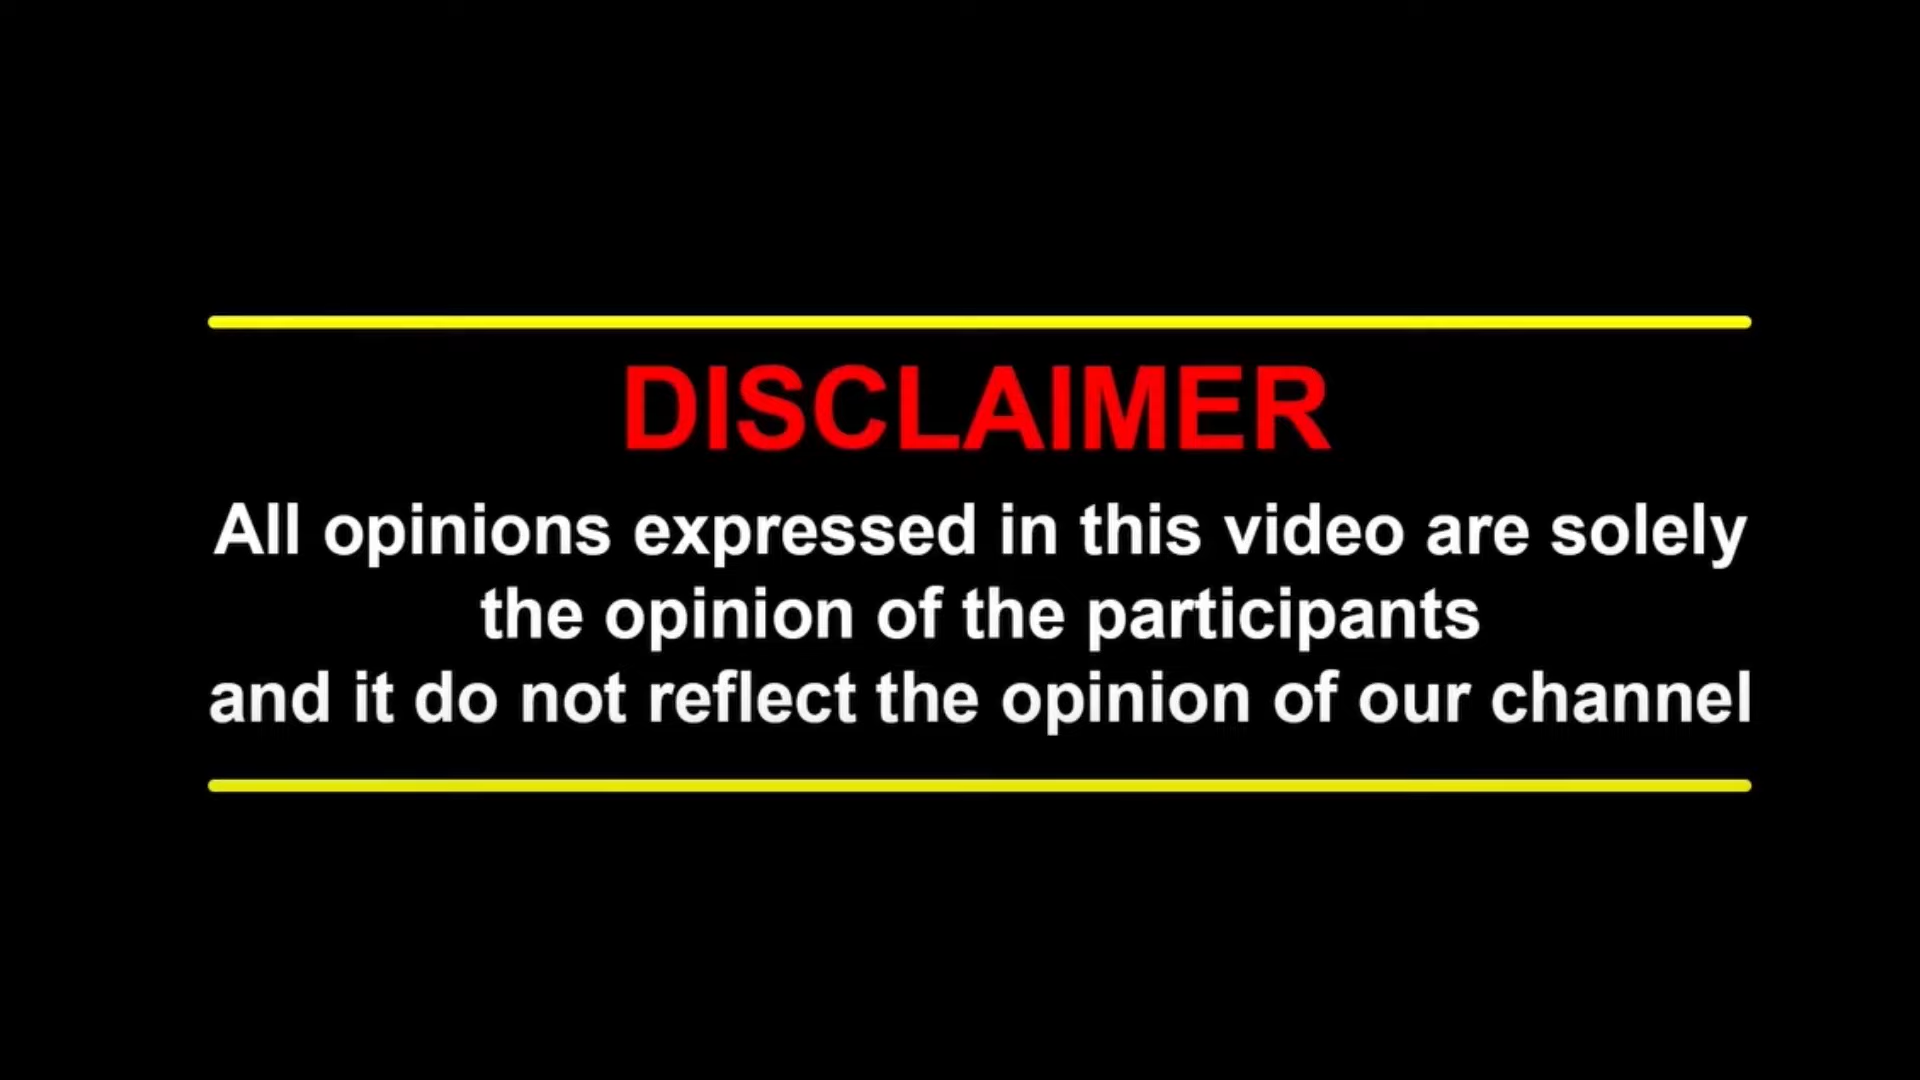 DISCLAIMER
All opinions expressed in this video are solely
the opinion of the participants
and it do not reflect the opinion of our channel